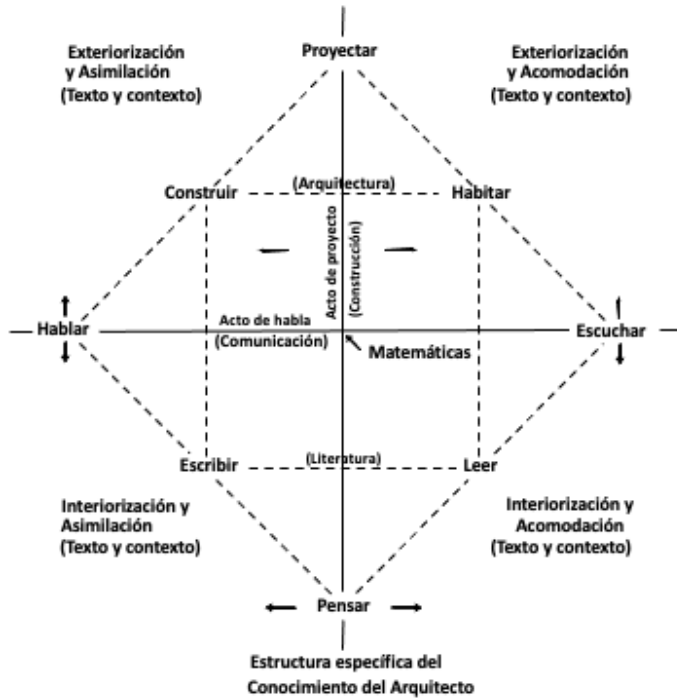 Proyectar
Exteriorización
y Asimilación
(Texto y contexto)
Exteriorización
y Acomodación
(Texto y contexto)
Construir
(Arquitectura)
Habitar
Acto de proyecto
(Construcción)
Hablar
Acto de habla
(Comunicación)
Escuchar
Matemáticas
Escribir
(Literatura)
Leer
Interiorización y
Asimilación
(Texto y contexto)
Interiorización y
Acomodación
(Texto y contexto)
Pensar
Estructura específica del
Conocimiento del Arquitecto